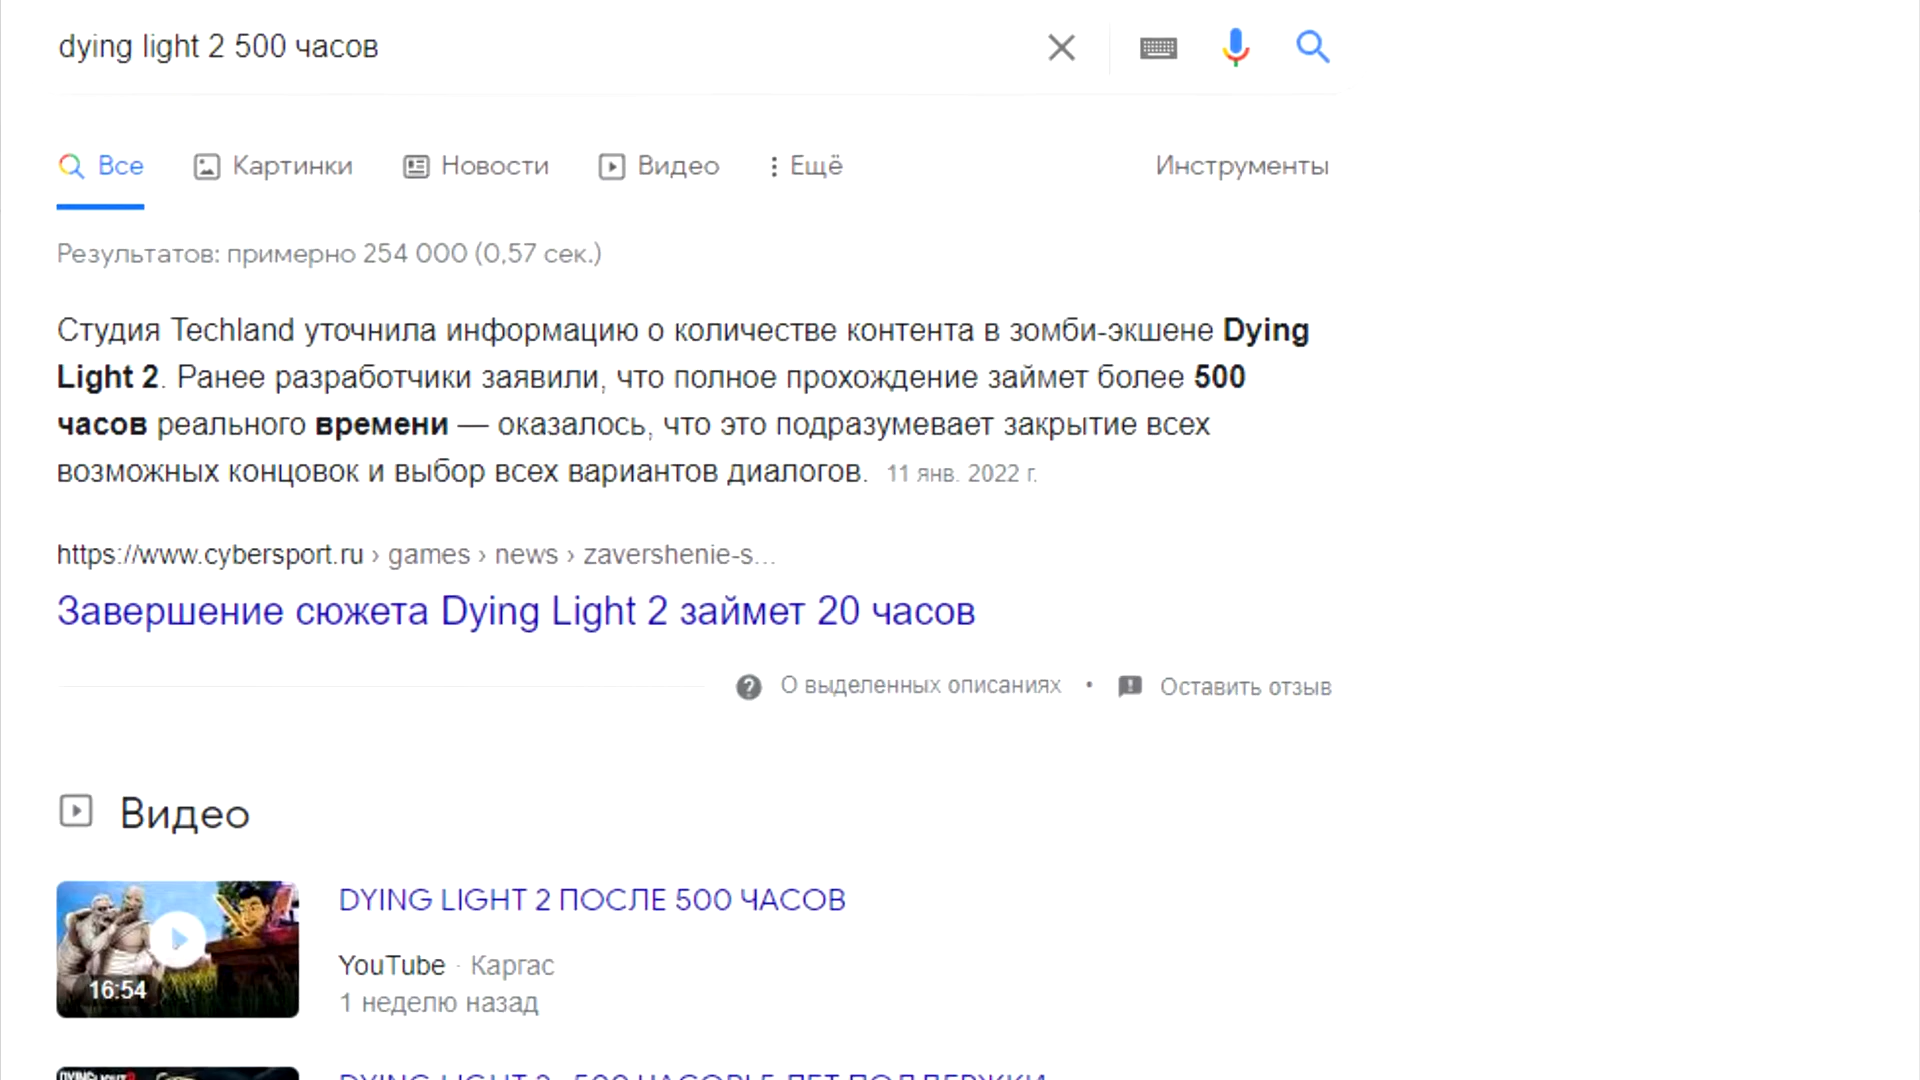 dying light 2 500 часов
Все Картинки Новости Видео Ещё Инструменты
Результатов: примерно 254 000 (0,57 сек.)
Студия Techland уточнила информацию о количестве контента в зомби-экшене Dying
Light 2. Ранее разработчики заявили, что полное прохождение займет более 500
часов реального времени — оказалось, что это подразумевает закрытие всех
возможных концовок и выбор всех вариантов диалогов. 11 янв. 2022 г.
https://www.cybersport.ru › games › news › zavershenie-s...
Завершение сюжета Dying Light 2 займет 20 часов
О выделенных описаниях • Оставить отзыв
Видео
DYING LIGHT 2 ПОСЛЕ 500 ЧАСОВ
YouTube · Каргас
16:54
1 неделю назад
DYING LIGHT 2